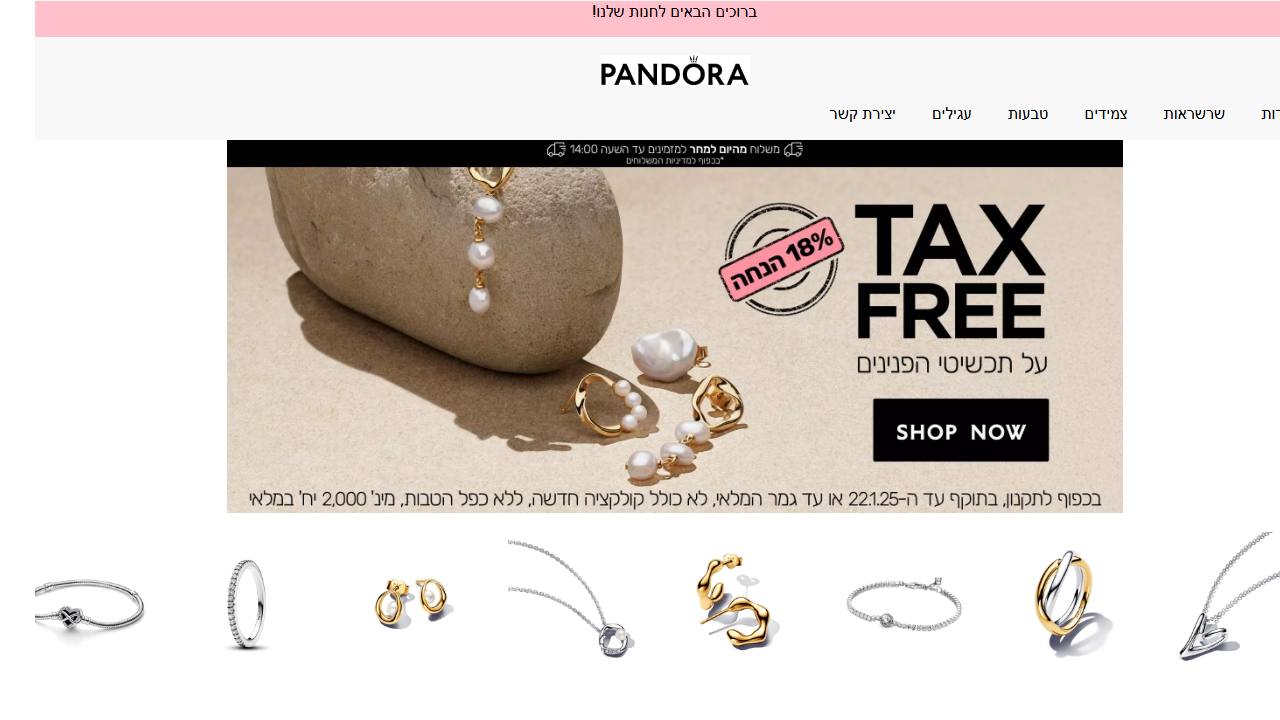 ברוכים הבאים לחנות שלנו!
PANDORA
שרשראות צמידים טבעות עגילים יצירת קשר
משלוח מהיום למחר למזמינים עד השעה 14:00
*בכפוף למדיניות המשלוחים
TAX
FREE
18% הנחה
על תכשיטי הפנינים
SHOP NOW
בכפוף לתקנון, בתוקף עד ה-22.1.25 או עד גמר המלאי, לא כולל קולקציה חדשה, ללא כפל הטבות, מינ' 2,000 יח' במלאי